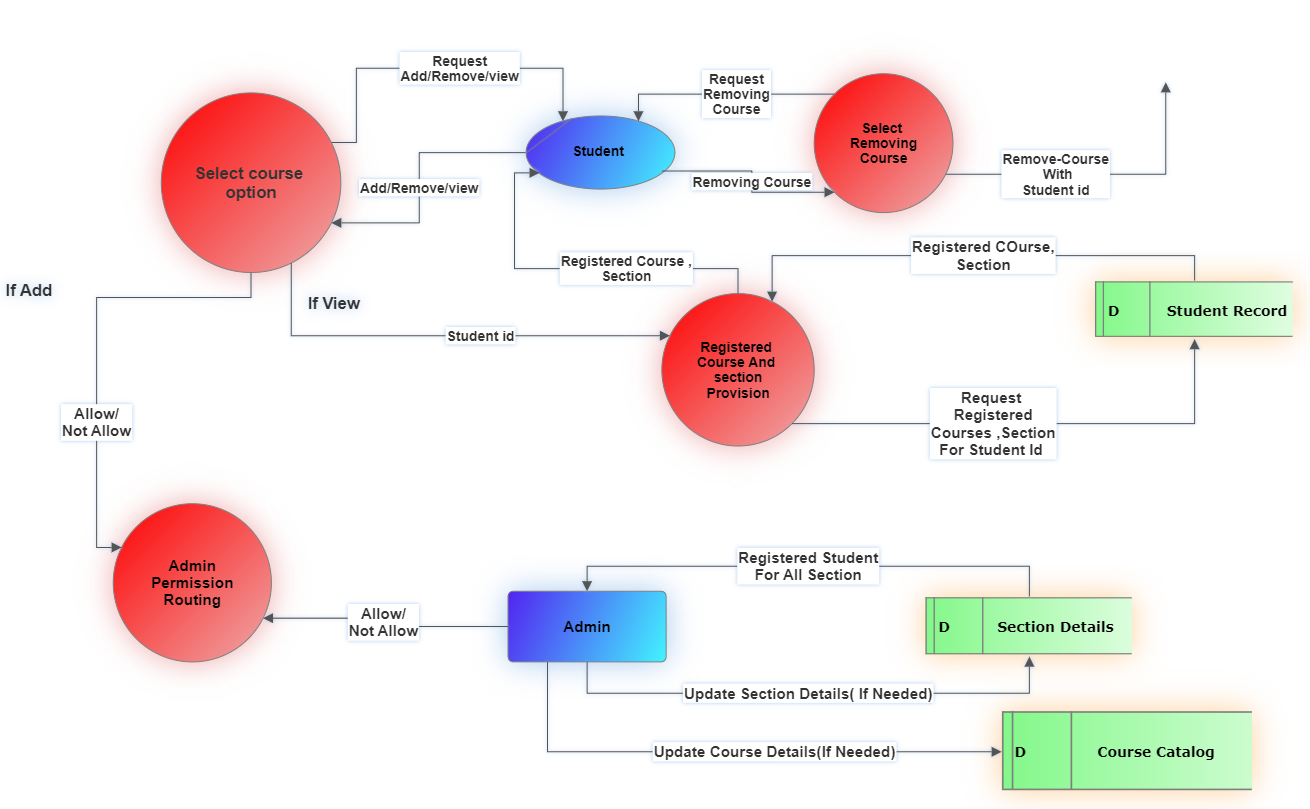 Request
Add/Remove/view
Request
Removing
Course
Select
Removing
Course
Student
Select course
option
Add/Remove/view
Removing Course
Remove-Course
With
Student id
Registered Course ,
Section
Registered COurse,
Section
If Add
If View
D
Student Record
Student id
Registered
Course And
section
Provision
Allow/
Not Allow
Request
Registered
Courses ,Section
For Student Id
Admin
Permission
Routing
Registered Student
For All Section
Allow/
Not Allow
Admin
D
Section Details
Update Section Details( If Needed)
Update Course Details(If Needed)
D
Course Catalog